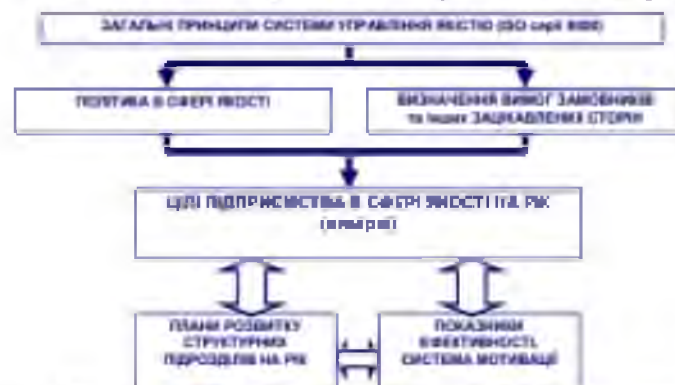 ЗАГАЛЬНІ ПРИНЦИПИ СИСТЕМИ УПРАВЛІННЯ ЯКІСТЮ (ISO серії 9000)
ПОЛІТИКА В СФЕРІ ЯКОСТІ
ВИЗНАЧЕННЯ ВИМОГ ЗАМОВНИКІВ
та інших ЗАЦІКАВЛЕНИХ СТОРІН
ЦІЛІ ПІДПРИЄМСТВА В СФЕРІ ЯКОСТІ НА РІК
ПЛАНИ РОЗВИТКУ
СТРУКТУРНИХ
ПІДРОЗДІЛІВ НА РІК
ПОКАЗНИКИ
ЕФЕКТИВНОСТІ,
СИСТЕМА МОТИВАЦІЇ